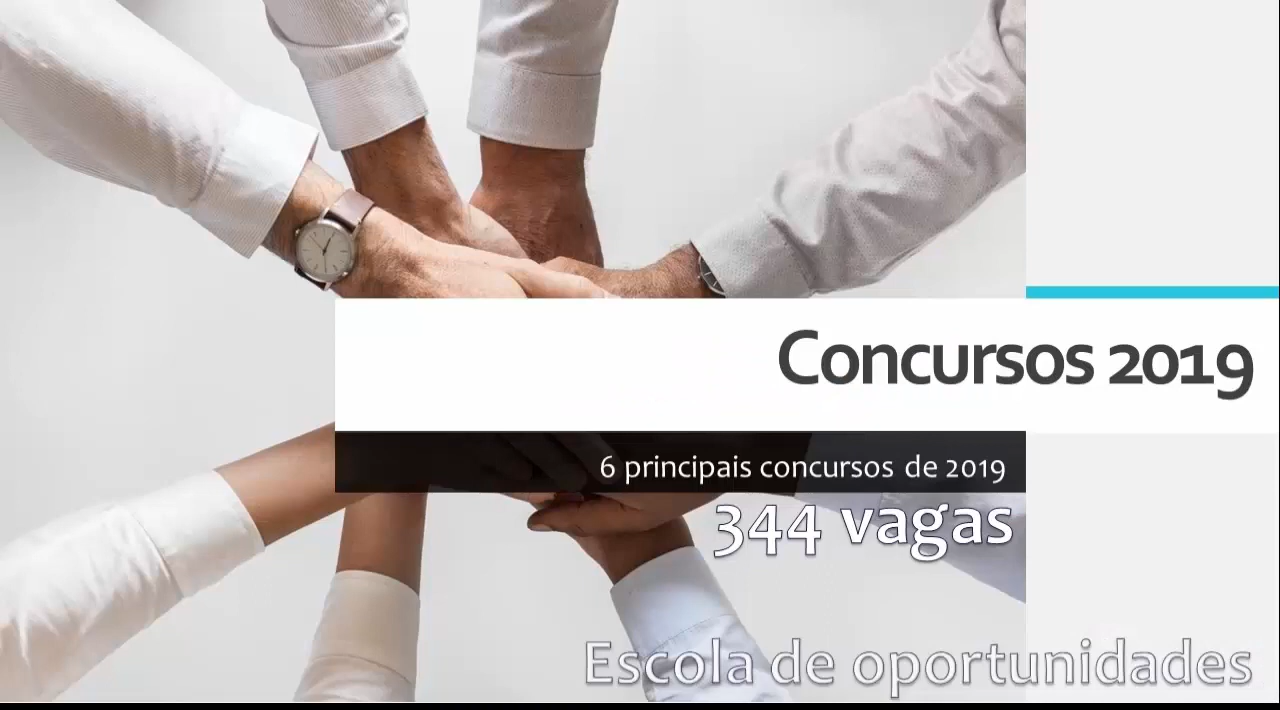 Concursos 2019
6 principais concursos de 2019
344 vagas
Escola de oportunidades